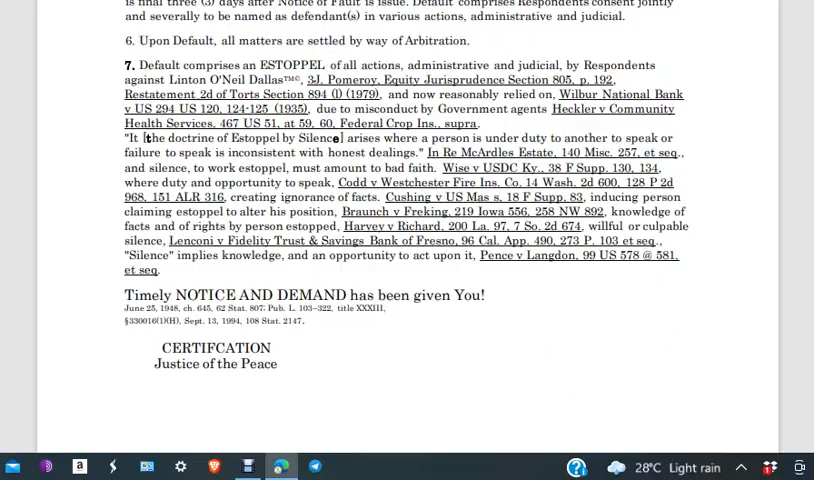 is final three (3) days after Notice of Fault is issue. Default comprises Respondents consent jointly
and severally to be named as defendant(s) in various actions, administrative and judicial.
6. Upon Default, all matters are settled by way of Arbitration.
7. Default comprises an ESTOPPEL of all actions, administrative and judicial, by Respondents
against Linton O'Neil Dallas™©, 3J. Pomeroy, Equity Jurisprudence Section 805, p. 192,
Restatement 2d of Torts Section 894 (l) (1979), and now reasonably relied on, Wilbur National Bank
v US 294 US 120, 124-125 (1935), due to misconduct by Government agents Heckler v Community
Health Services, 467 US 51, at 59, 60, Federal Crop Ins., supra.
"It [the doctrine of Estoppel by Silence] arises where a person is under duty to another to speak or
failure to speak is inconsistent with honest dealings." In Re McArdles Estate, 140 Misc. 257, et seq.,
and silence, to work estoppel, must amount to bad faith. Wise v USDC Ky., 38 F Supp. 130, 134,
where duty and opportunity to speak, Codd v Westchester Fire Ins. Co. 14 Wash. 2d 600, 128 P 2d
968, 151 ALR 316, creating ignorance of facts. Cushing v US Mas s, 18 F Supp. 83, inducing person
claiming estoppel to alter his position, Braunch v Freking, 219 Iowa 556, 258 NW 892, knowledge of
facts and of rights by person estopped, Harvey v Richard, 200 La. 97, 7 So. 2d 674, willful or culpable
silence, Lenconi v Fidelity Trust & Savings Bank of Fresno, 96 Cal. App. 490, 273 P. 103 et seq.,
"Silence" implies knowledge, and an opportunity to act upon it, Pence v Langdon, 99 US 578 @ 581,
et seq.
Timely NOTICE AND DEMAND has been given You!
June 25, 1948, ch. 645, 62 Stat. 807; Pub. L. 103–322, title XXXIII,
§330016(1)(H), Sept. 13, 1994, 108 Stat. 2147.
CERTIFCATION
Justice of the Peace
28°C Light rain